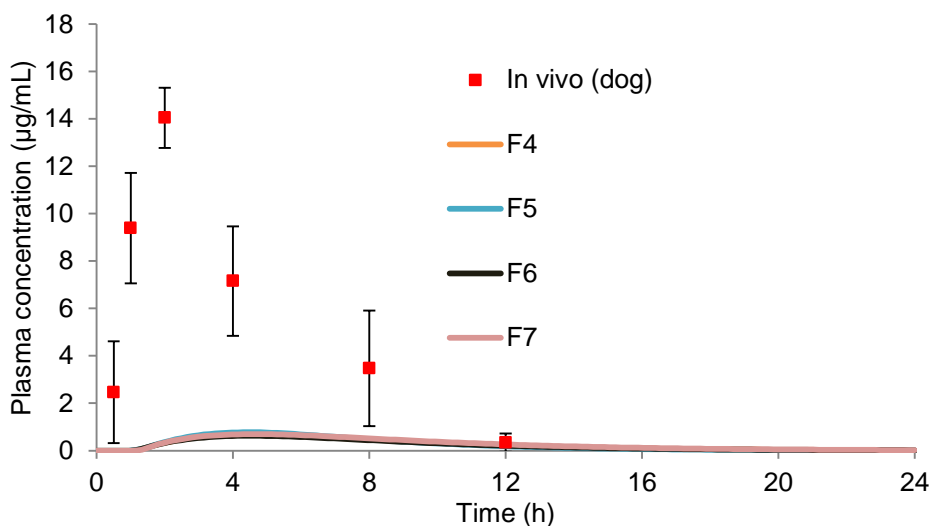 Plasma concentration (µg/mL)
18
16
14
12
10
8
6
4
2
0
In vivo (dog)
F4
F5
F6
F7
0 4 8 12 16 20 24
Time (h)